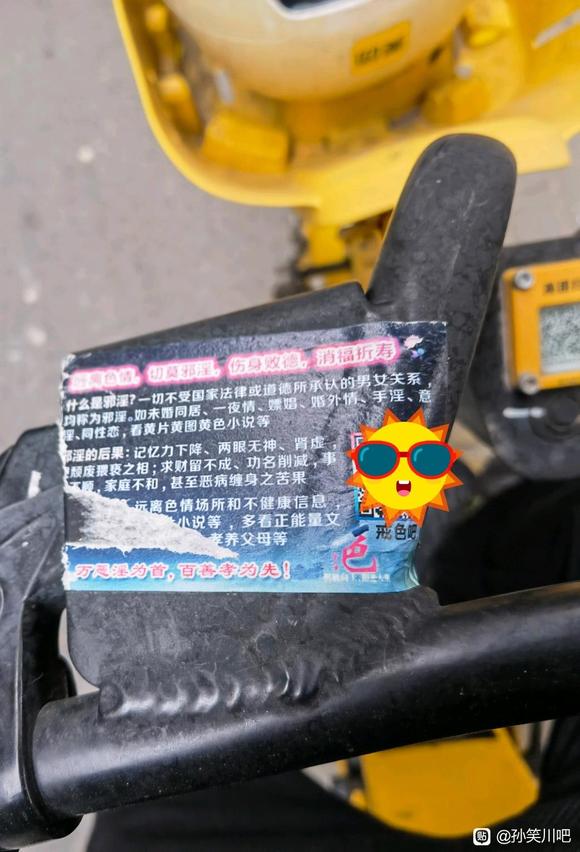 远离色情，切莫邪淫，伤身败德，消福折寿
什么是邪淫?一切不受国家法律或道德所承认的男女关系，
均称为邪淫。如未婚同居、一夜情、嫖娼、婚外情、手淫、意
淫、同性恋，看黄片黄图黄色小说等
邪淫的后果：记忆力下降、两眼无神、肾虚，
颓废猥亵之相；求财留不成、功名削减，事
不顺，家庭不和，甚至恶病缠身之苦果
远离色情场所和不健康信息，
小说等，多看正能量文
孝养父母等
戒色吧
色
万恶淫为首，百善孝为先！
贴 @孙笑川吧